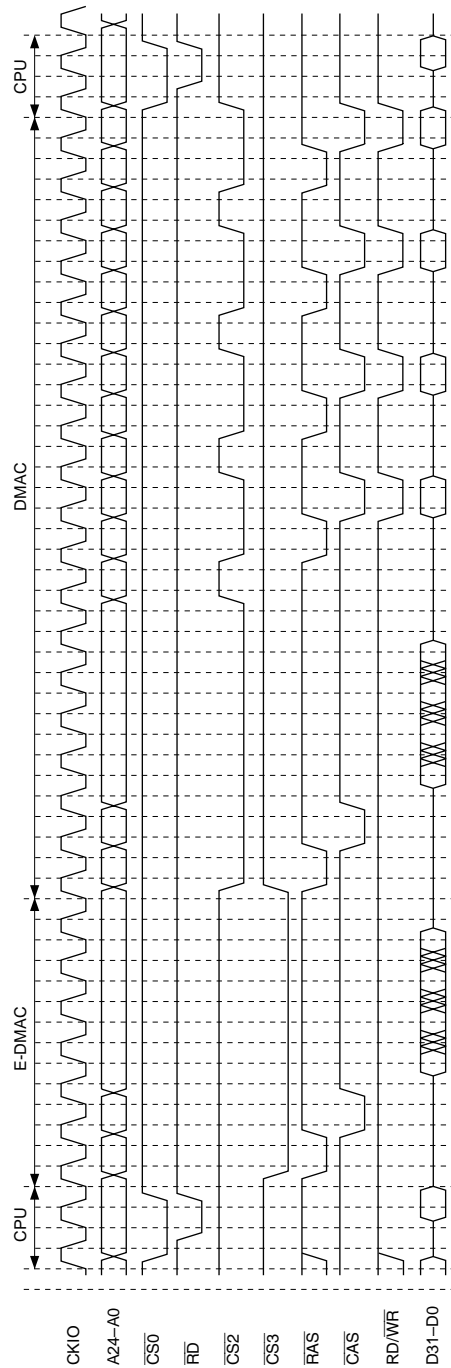 CPU
E-DMAC
DMAC
CPU
CKIO
A24–A0
CS0
RD
CS2
CS3
RAS
CAS
RD/WR
D31–D0